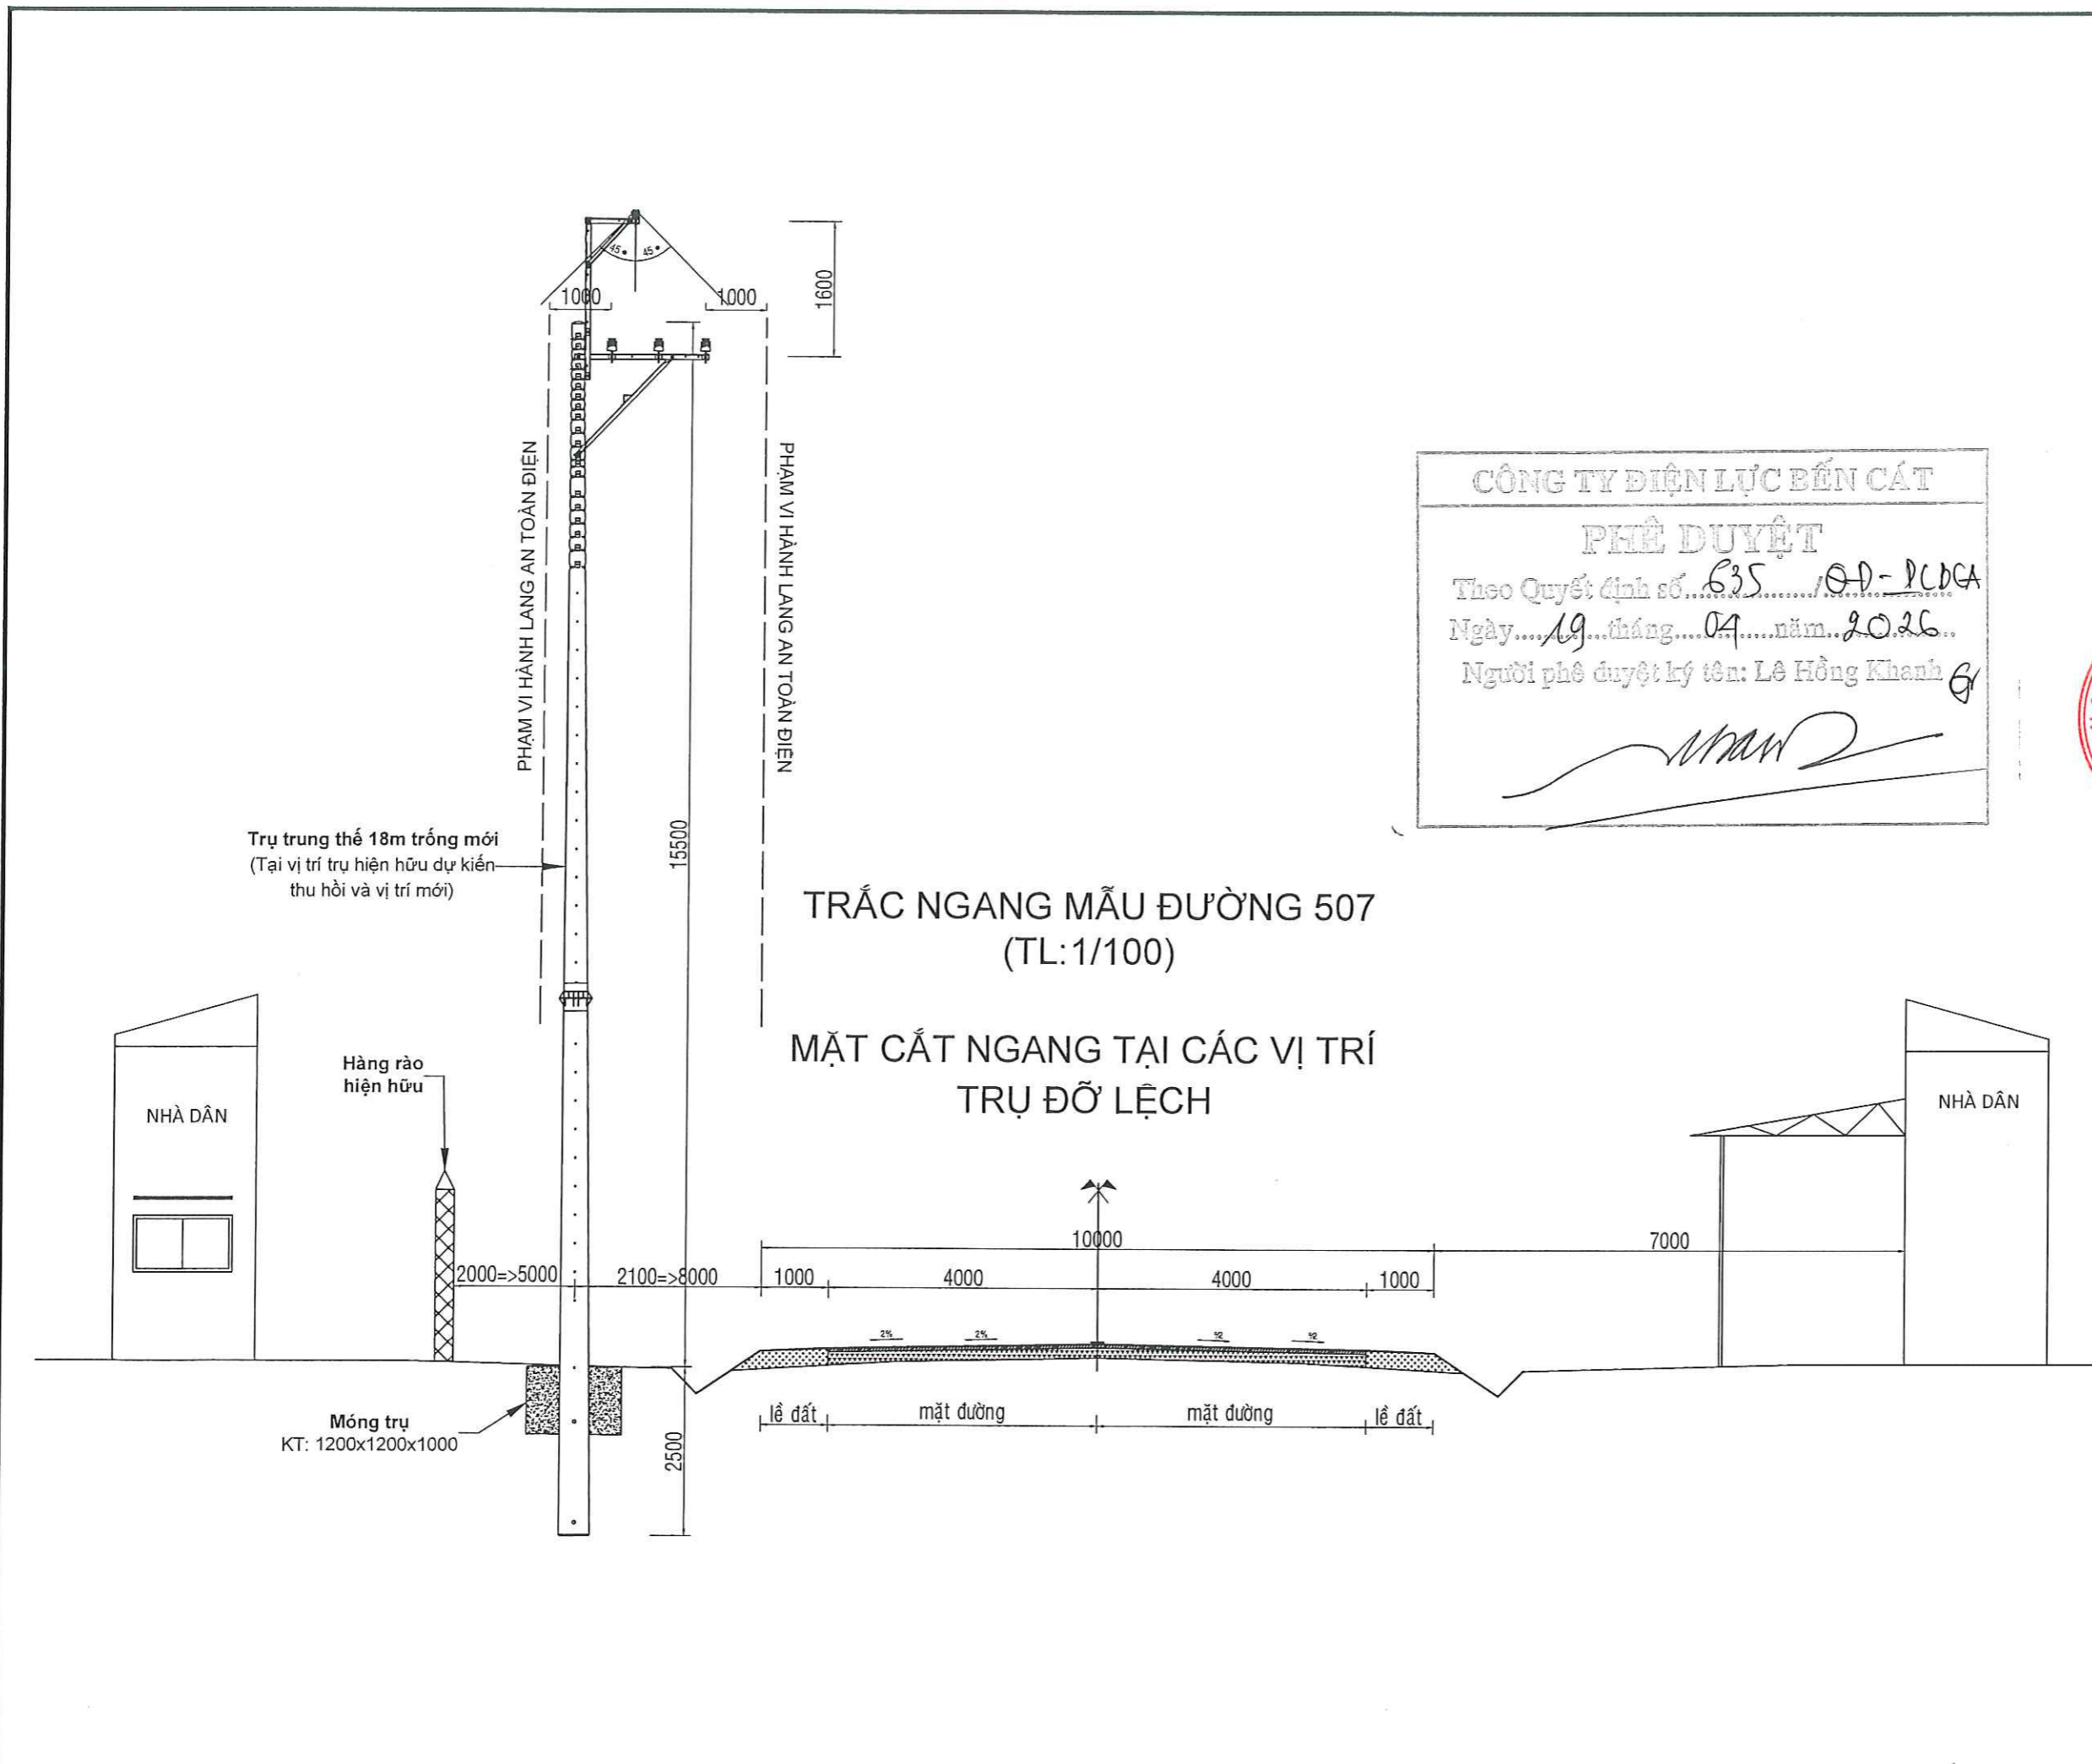 45°
45°
1000
1000
1600
PHẠM VI HÀNH LANG AN TOÀN ĐIỆN
PHẠM VI HÀNH LANG AN TOÀN ĐIỆN
CÔNG TY ĐIỆN LỰC BẾN CÁT
PHÊ DUYỆT
Theo Quyết định số...635...../QĐ-PCBCA
Ngày....19...tháng....04....năm..2026..
Người phê duyệt ký tên: Lê Hồng Khanh
15500
Trụ trung thế 18m trồng mới
(Tại vị trí trụ hiện hữu dự kiến
thu hồi và vị trí mới)
TRẮC NGANG MẪU ĐƯỜNG 507
(TL:1/100)
MẶT CẮT NGANG TẠI CÁC VỊ TRÍ
TRỤ ĐỠ LỆCH
Hàng rào
hiện hữu
NHÀ DÂN
NHÀ DÂN
10000
7000
2000=>5000
2100=>8000
1000
4000
4000
1000
2%
2%
%2
%2
lề đất
mặt đường
mặt đường
lề đất
Móng trụ
KT: 1200x1200x1000
2500